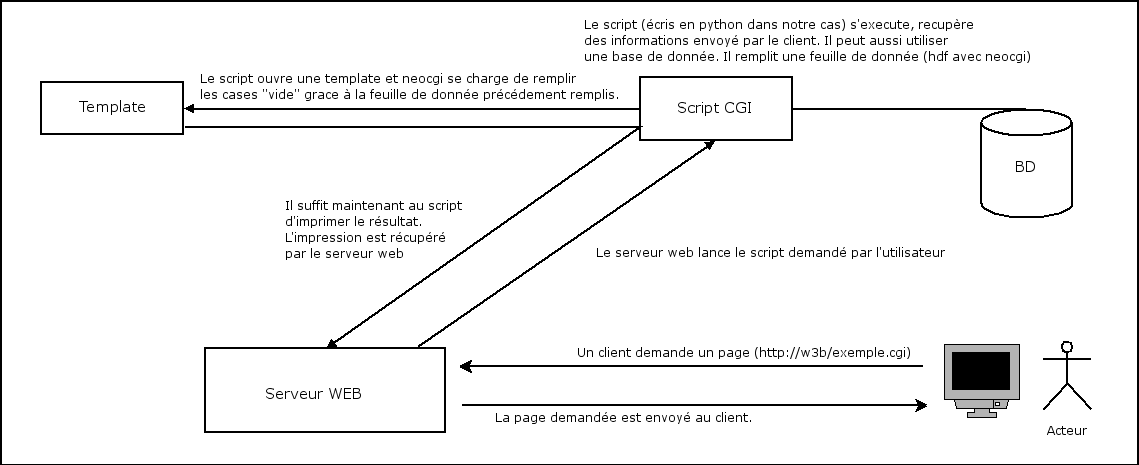 Le script (écris en python dans notre cas) s'execute, recupère
des informations envoyé par le client. Il peut aussi utiliser
une base de donnée. Il remplit une feuille de donnée (hdf avec neocgi)
Le script ouvre une template et neocgi se charge de remplir
les cases "vide" grace à la feuille de donnée précédement remplis.
Template
Script CGI
BD
Il suffit maintenant au script
d'imprimer le résultat.
L'impression est récupéré
par le serveur web
Le serveur web lance le script demandé par l'utilisateur
Un client demande un page (http://w3b/exemple.cgi)
Serveur WEB
La page demandée est envoyé au client.
Acteur